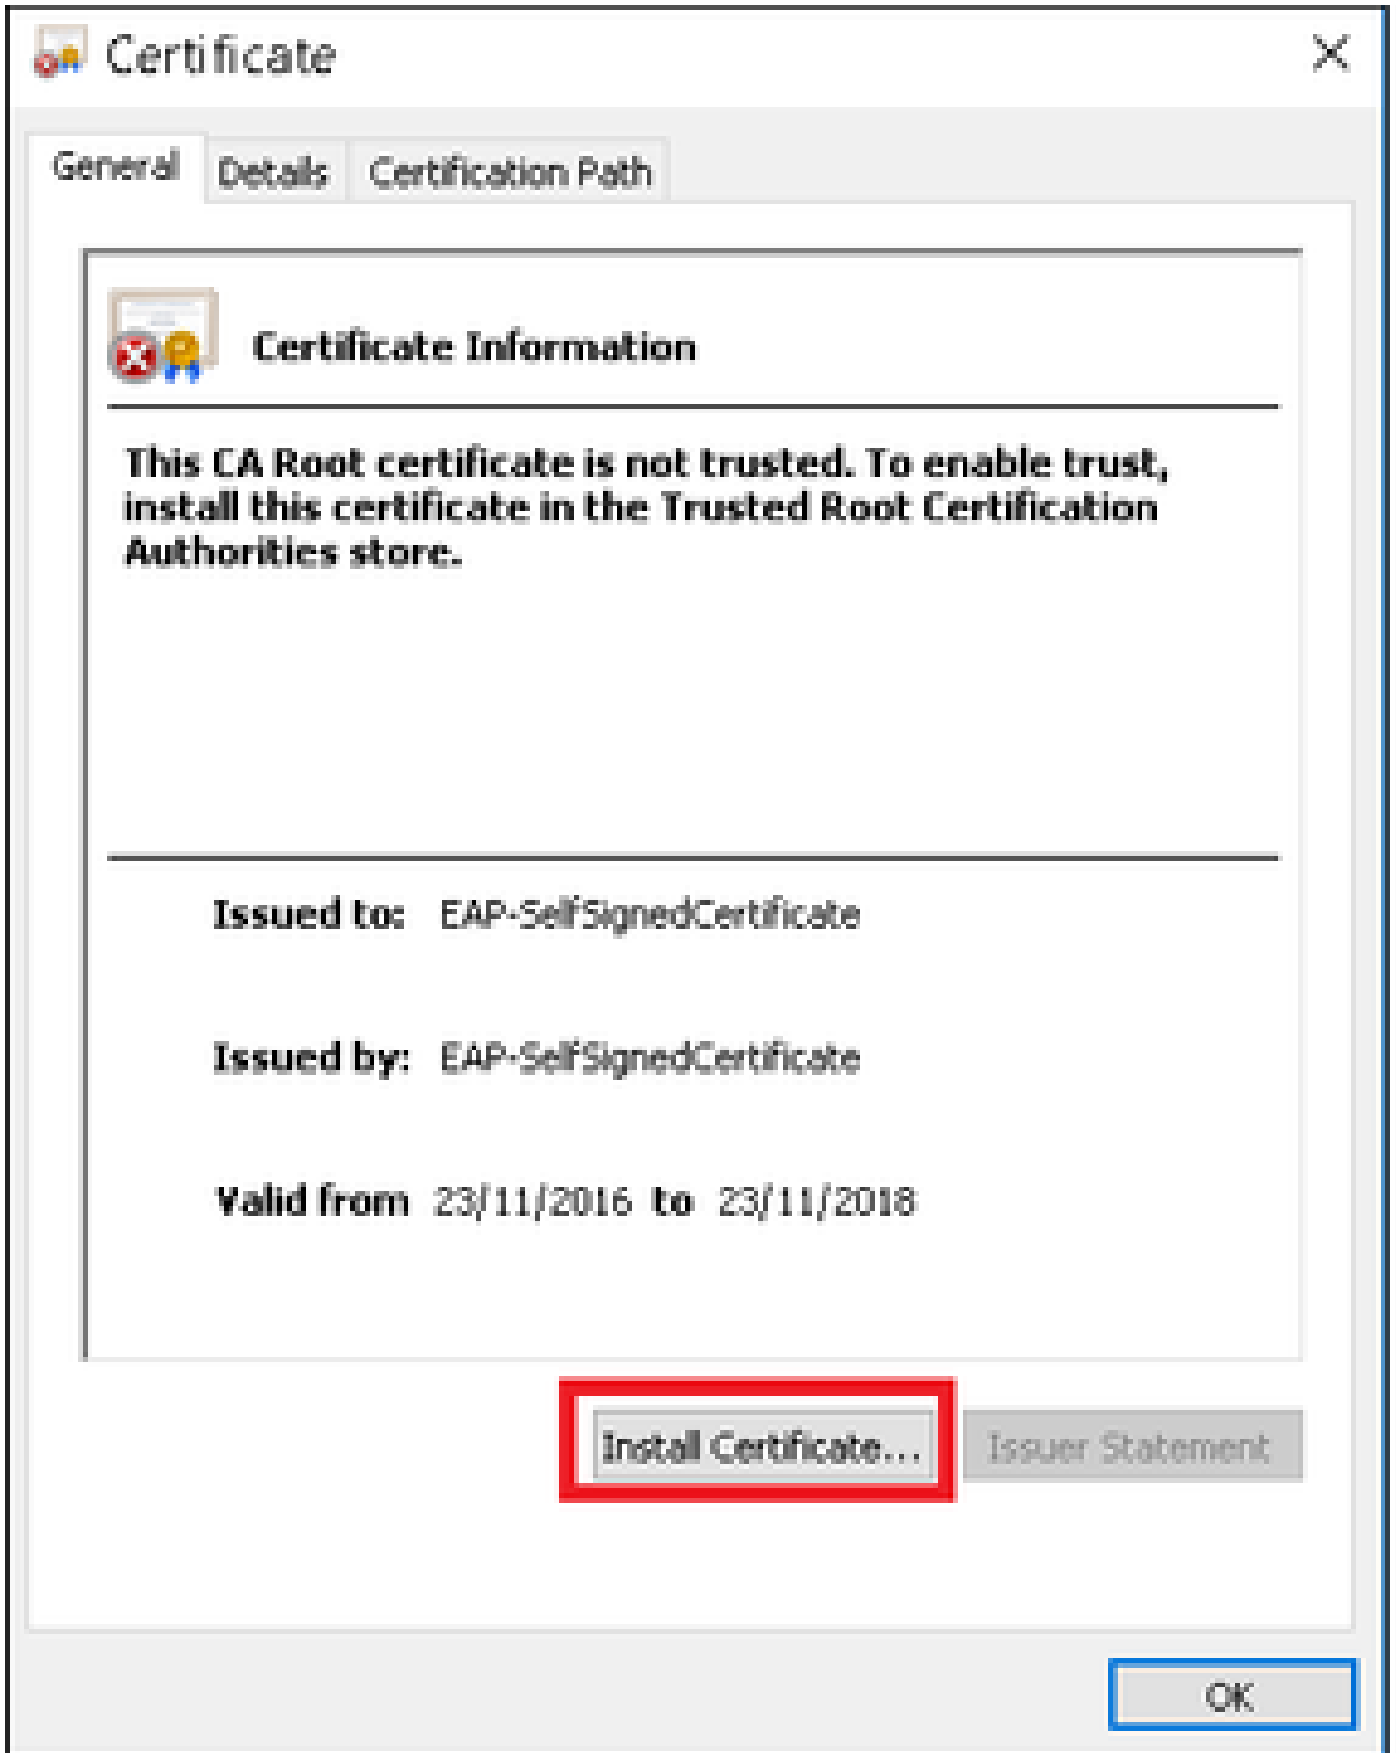 Certificate
General Details Certification Path
Certificate Information
This CA Root certificate is not trusted. To enable trust,
install this certificate in the Trusted Root Certification
Authorities store.
Issued to: EAP-SelfSignedCertificate
Issued by: EAP-SelfSignedCertificate
Valid from 23/11/2016 to 23/11/2018
Install Certificate... Issuer Statement
OK